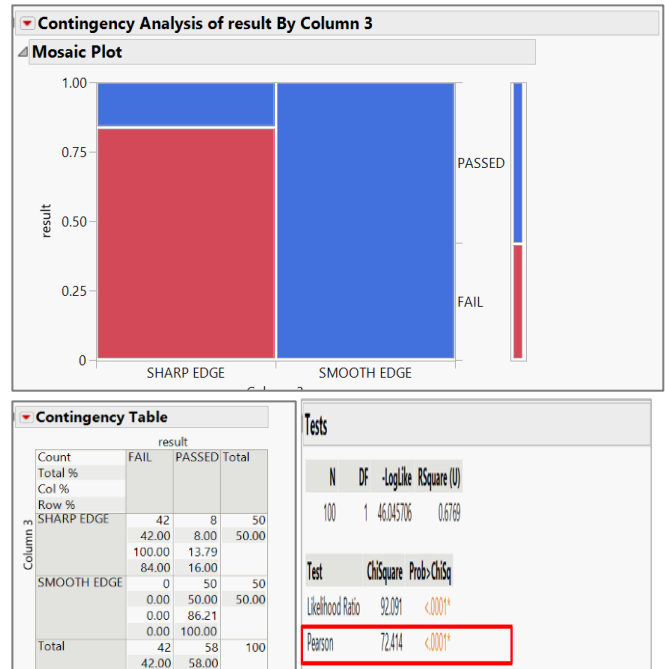 Contingency Analysis of result By Column 3
Mosaic Plot
1.00
0.75
0.50
0.25
0
result
PASSED
FAIL
SHARP EDGE SMOOTH EDGE
Contingency Table
result
Count FAIL PASSED Total
Total %
Col %
Row %
Column 3
SHARP EDGE 42 8 50
42.00 8.00 50.00
100.00 13.79
84.00 16.00
SMOOTH EDGE 0 50 50
0.00 50.00 50.00
0.00 86.21
0.00 100.00
Total 42 58 100
42.00 58.00
Tests
N DF -LogLike RSquare (U)
100 1 46.045706 0.6769
Test ChiSquare Prob>ChiSq
Likelihood Ratio 92.091 <.0001*
Pearson 72.414 <.0001*